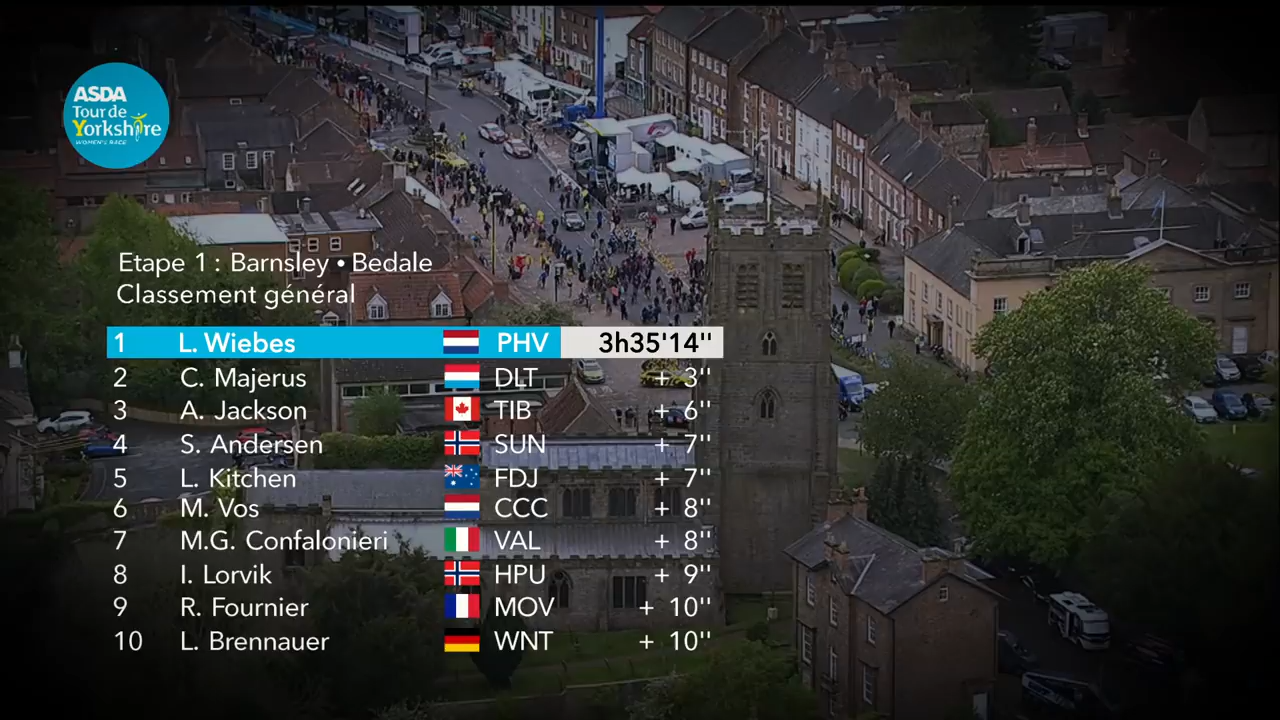 ASDA
Tour de
Yorkshire
WOMEN'S RACE
Etape 1 : Barnsley • Bedale
Classement général
1 L. Wiebes PHV 3h35'14''
2 C. Majerus DLT + 3''
3 A. Jackson TIB + 6''
4 S. Andersen SUN + 7''
5 L. Kitchen FDJ + 7''
6 M. Vos CCC + 8''
7 M.G. Confalonieri VAL + 8''
8 I. Lorvik HPU + 9''
9 R. Fournier MOV + 10''
10 L. Brennauer WNT + 10''